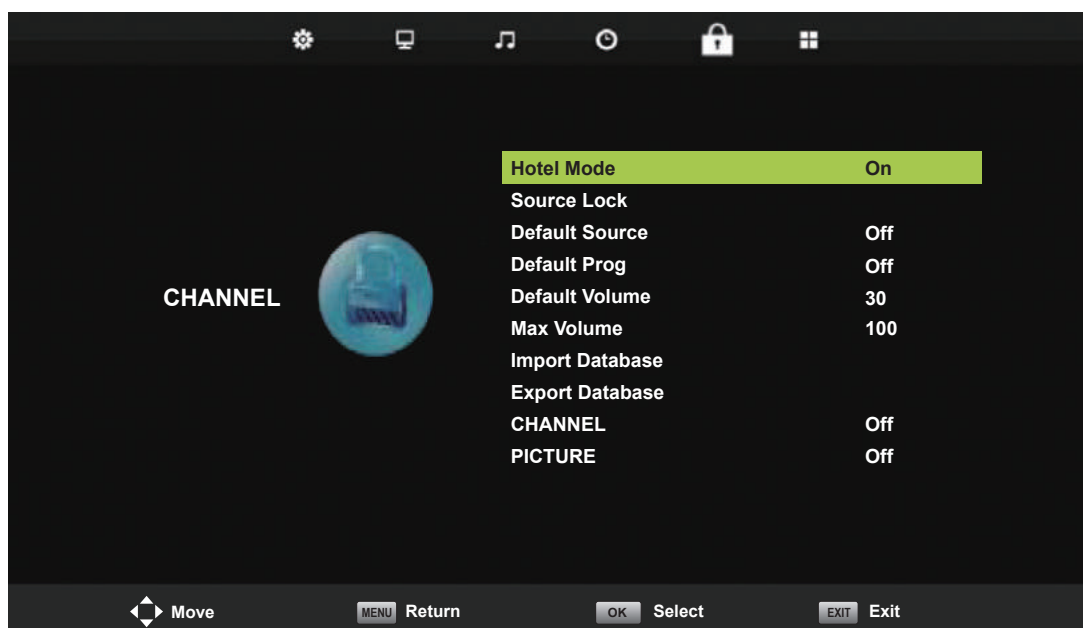 Hotel Mode On
Source Lock
Default Source Off
Default Prog Off
CHANNEL
Default Volume 30
Max Volume 100
Import Database
Export Database
CHANNEL Off
PICTURE Off
Move MENU Return OK Select EXIT Exit